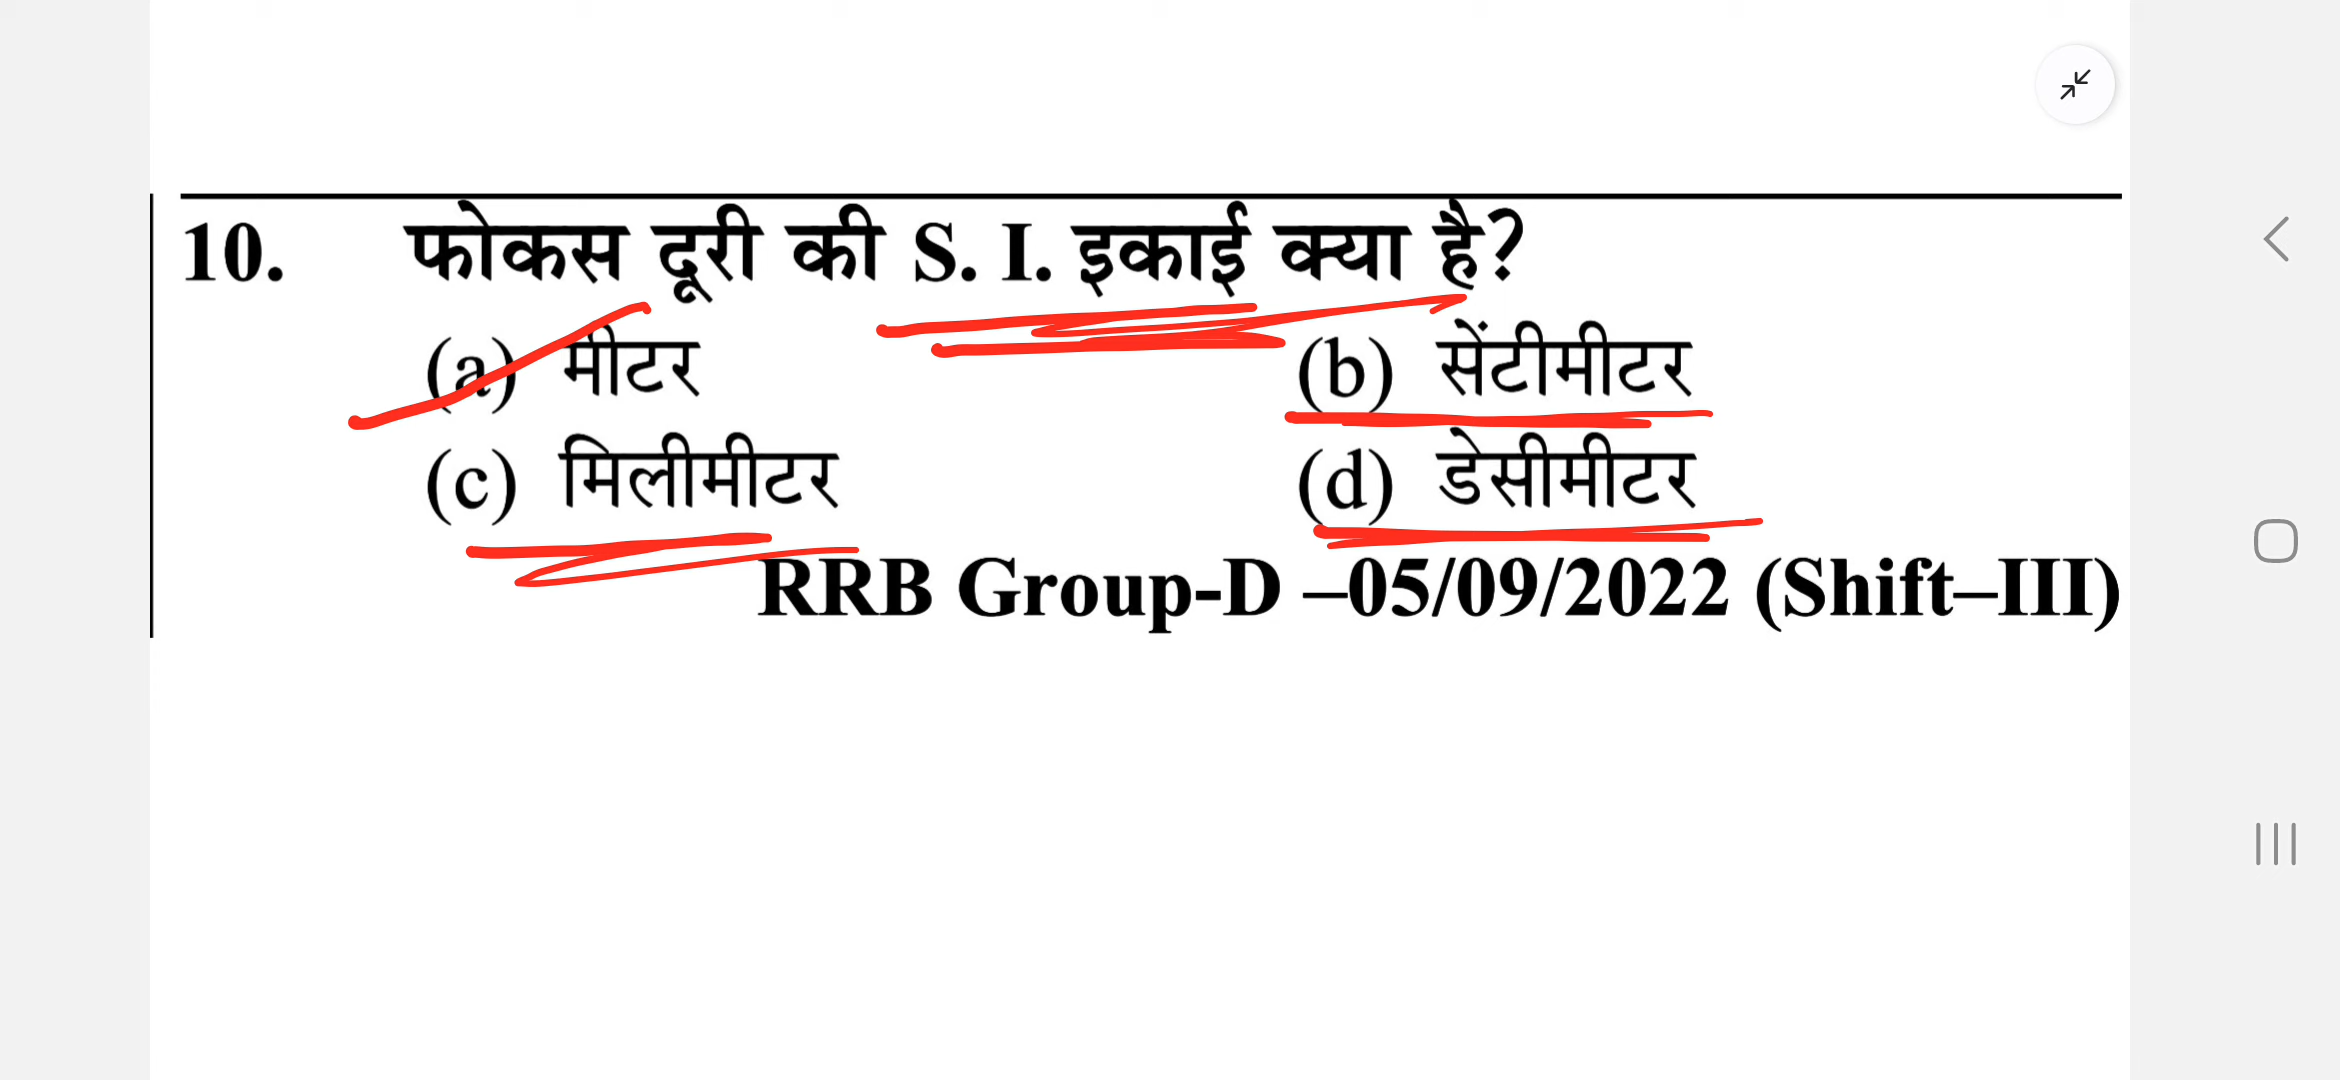 10. फोकस दूरी की S. I. इकाई क्या है?
(a) मीटर (b) सेंटीमीटर
(c) मिलीमीटर (d) डेसीमीटर
RRB Group-D –05/09/2022 (Shift–III)